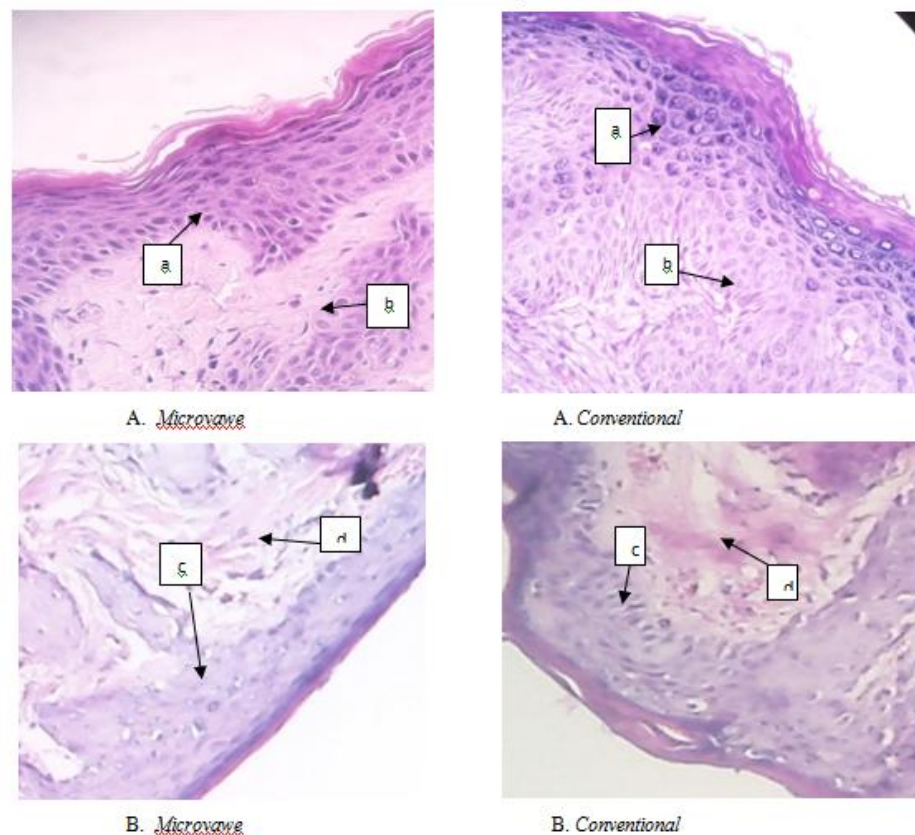 a
b
a
b
A. Microvawe
A. Conventional
c
c
B. Microvawe
B. Conventional